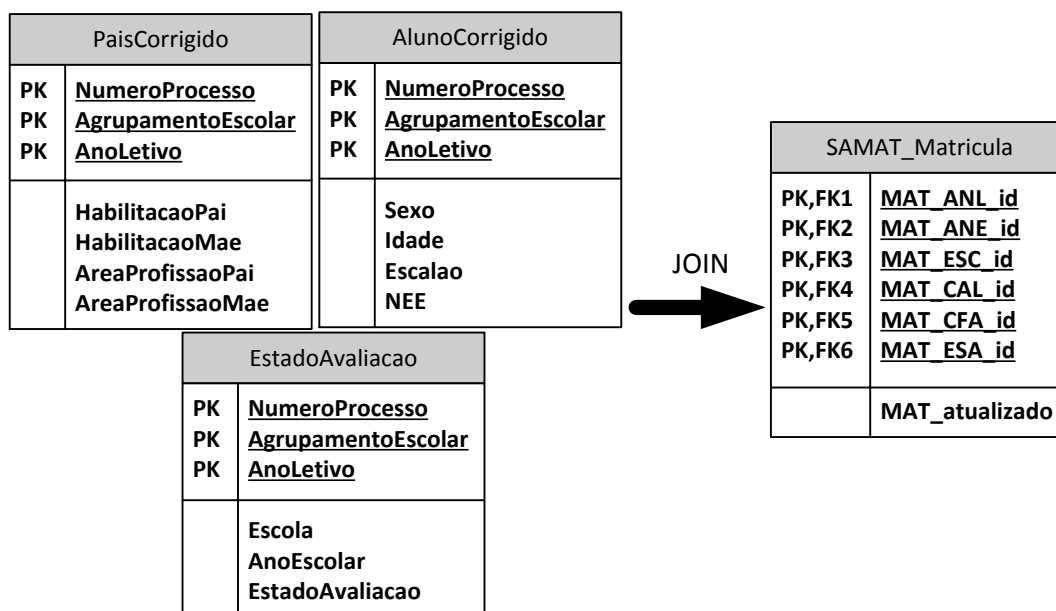 PaisCorrigido
PK NumeroProcesso
PK AgrupamentoEscolar
PK AnoLetivo
HabilitacaoPai
HabilitacaoMae
AreaProfissaoPai
AreaProfissaoMae
AlunoCorrigido
PK NumeroProcesso
PK AgrupamentoEscolar
PK AnoLetivo
Sexo
Idade
Escalao
NEE
EstadoAvaliacao
PK NumeroProcesso
PK AgrupamentoEscolar
PK AnoLetivo
Escola
AnoEscolar
EstadoAvaliacao
JOIN
SAMAT_Matricula
PK,FK1 MAT_ANL_id
PK,FK2 MAT_ANE_id
PK,FK3 MAT_ESC_id
PK,FK4 MAT_CAL_id
PK,FK5 MAT_CFA_id
PK,FK6 MAT_ESA_id
MAT_atualizado